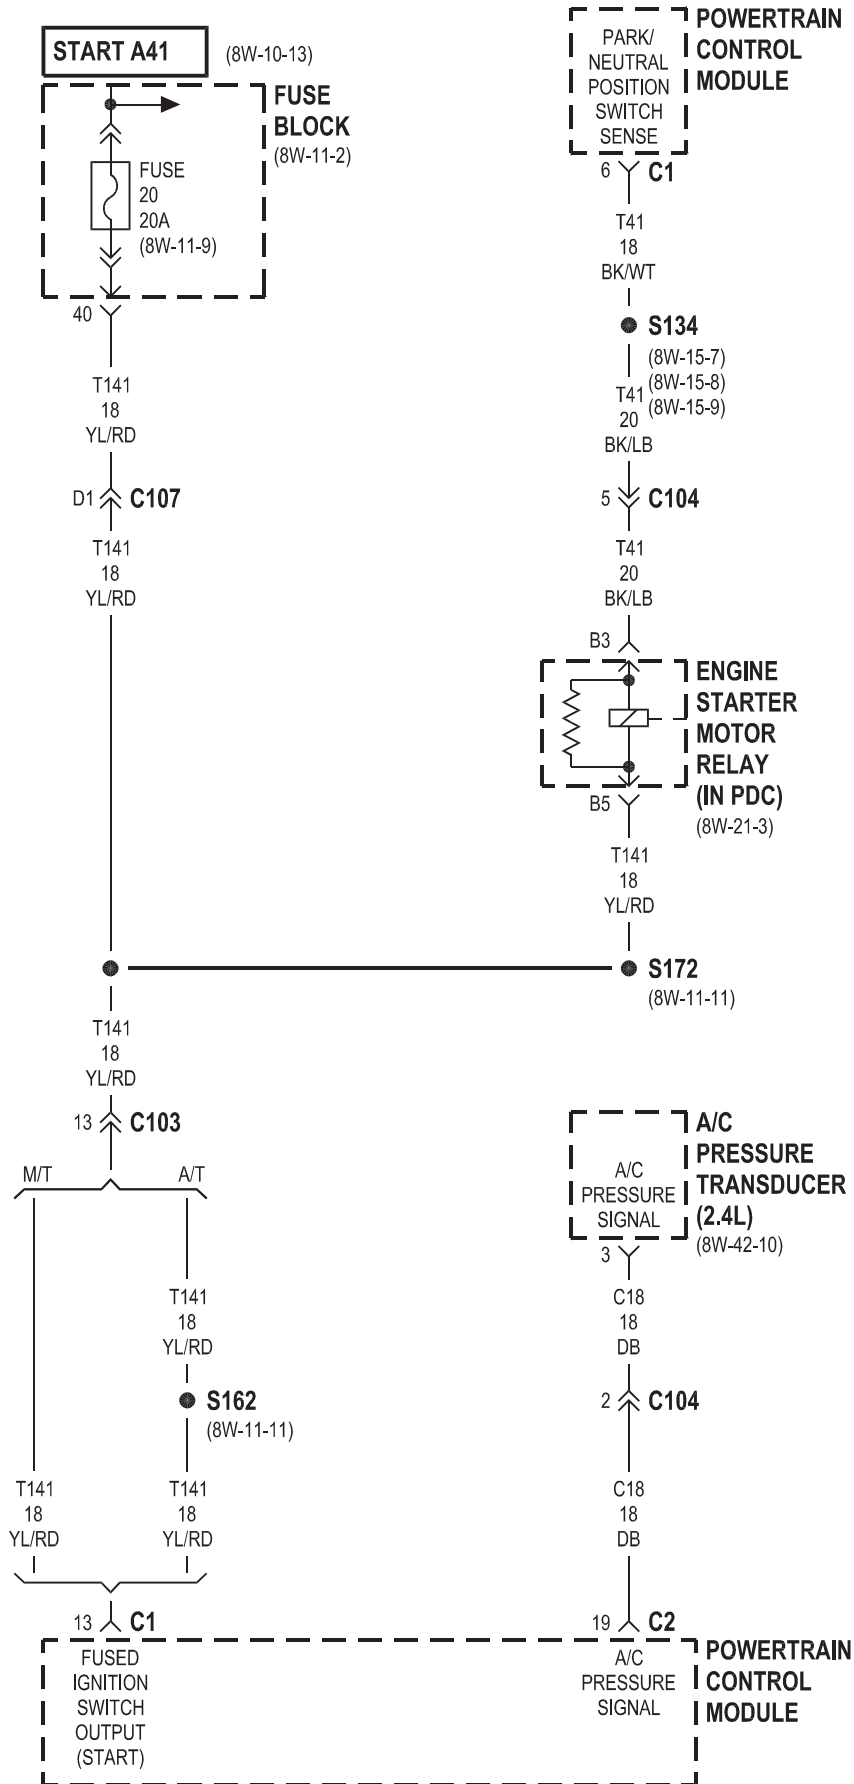 START A41
(8W-10-13)
FUSE
BLOCK
(8W-11-2)
FUSE
20
20A
(8W-11-9)
40
T141
18
YL/RD
D1
C107
T141
18
YL/RD
POWERTRAIN
CONTROL
MODULE
PARK/
NEUTRAL
POSITION
SWITCH
SENSE
6
C1
T41
18
BK/WT
S134
(8W-15-7)
(8W-15-8)
(8W-15-9)
T41
20
BK/LB
5
C104
T41
20
BK/LB
B3
ENGINE
STARTER
MOTOR
RELAY
(IN PDC)
(8W-21-3)
B5
T141
18
YL/RD
S172
(8W-11-11)
T141
18
YL/RD
13
C103
M/T
A/T
T141
18
YL/RD
S162
(8W-11-11)
T141
18
YL/RD
T141
18
YL/RD
13
C1
FUSED
IGNITION
SWITCH
OUTPUT
(START)
A/C
PRESSURE
TRANSDUCER
(2.4L)
(8W-42-10)
A/C
PRESSURE
SIGNAL
3
C18
18
DB
2
C104
C18
18
DB
19
C2
A/C
PRESSURE
SIGNAL
POWERTRAIN
CONTROL
MODULE